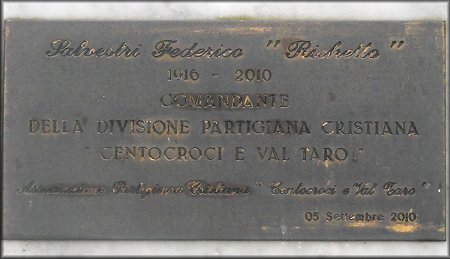 Salvestri Federico " Richetto "
1916 - 2010
COMANDANTE
DELLA DIVISIONE PARTIGIANA CRISTIANA
" CENTOCROCI E VAL TARO "
Associazione Partigiana Cristiana " Centocroci e Val Taro "
05 Settembre 2010